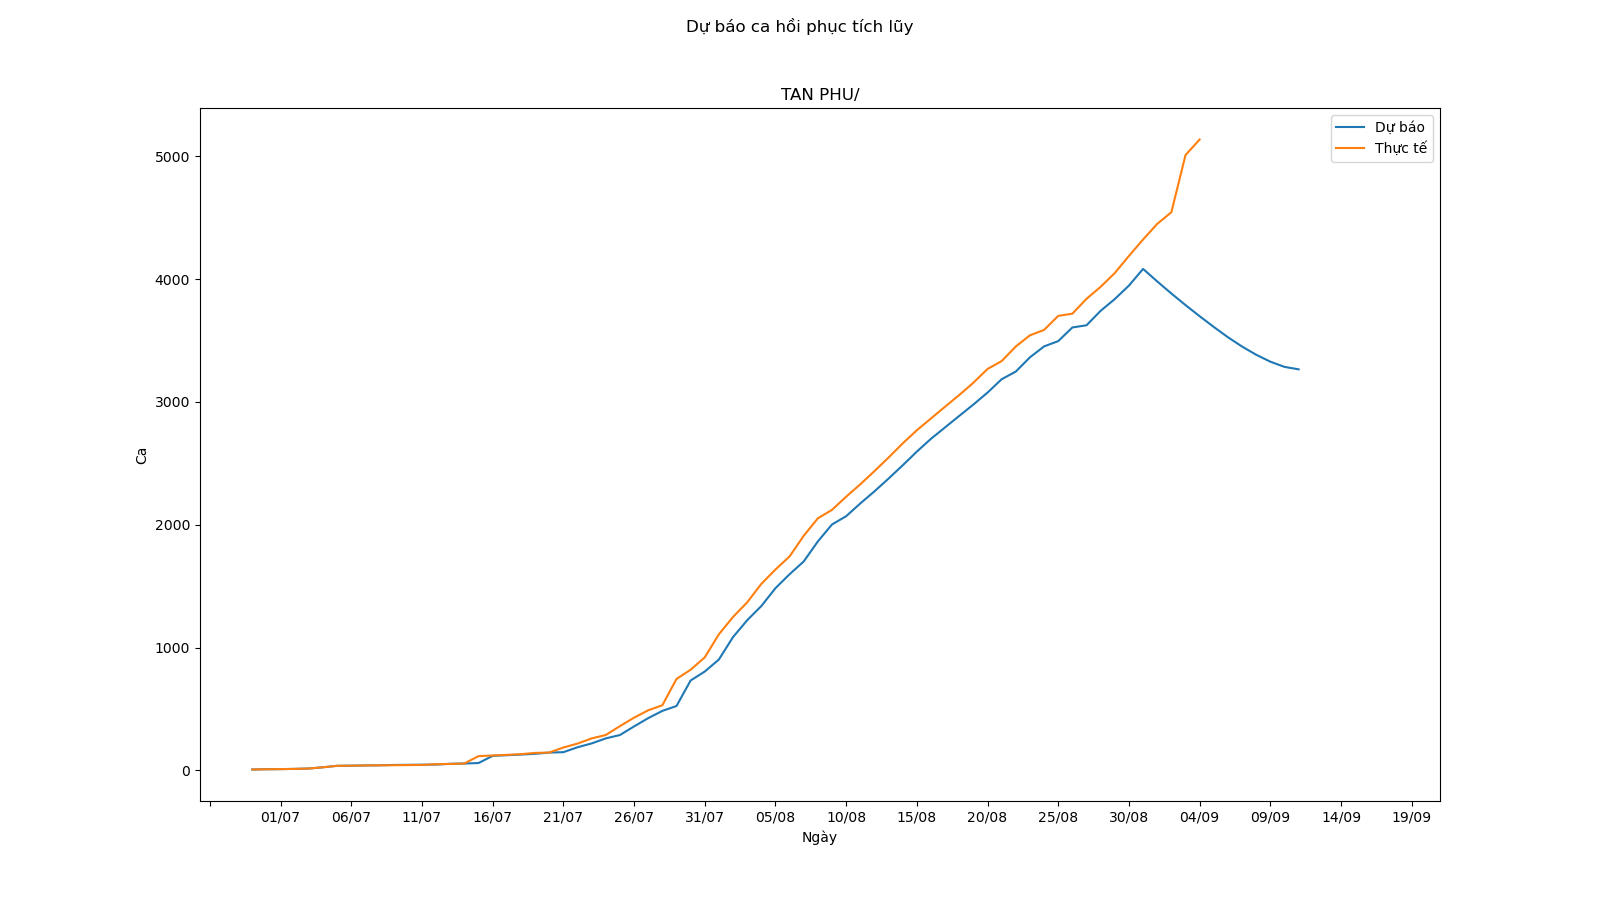 Dự báo ca hồi phục tích lũy
TAN PHU/
Dự báo
Thực tế
5000
4000
3000
2000
1000
0
Ca
01/07 06/07 11/07 16/07 21/07 26/07 31/07 05/08 10/08 15/08 20/08 25/08 30/08 04/09 09/09 14/09 19/09
Ngày